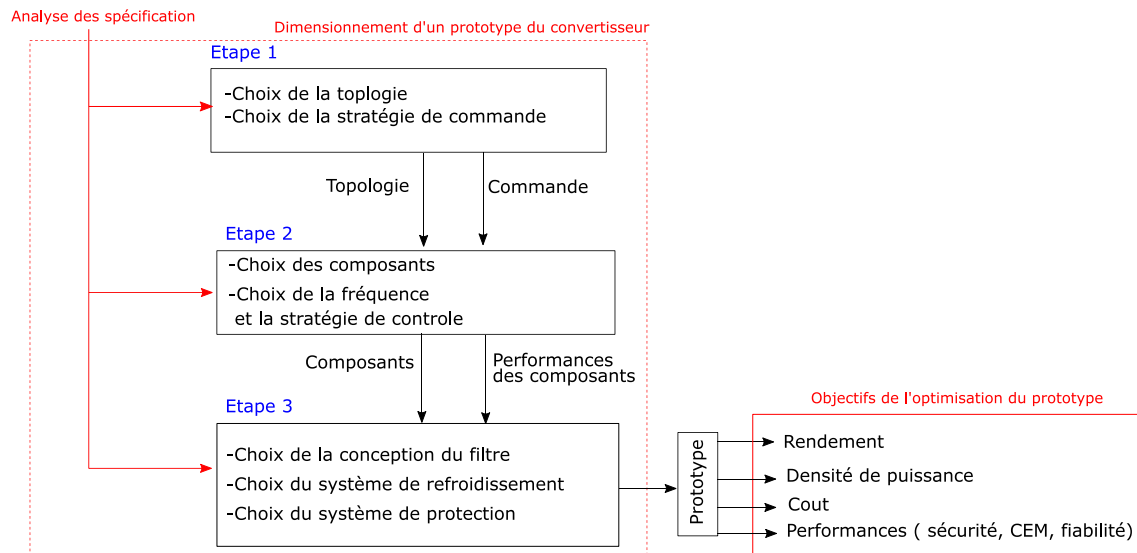 Analyse des spécification
Dimensionnement d'un prototype du convertisseur
Etape 1
-Choix de la toplogie
-Choix de la stratégie de commande
Topologie
Commande
Etape 2
-Choix des composants
-Choix de la fréquence
et la stratégie de controle
Composants
Performances
des composants
Etape 3
-Choix de la conception du filtre
-Choix du système de refroidissement
-Choix du système de protection
Prototype
Objectifs de l'optimisation du prototype
Rendement
Densité de puissance
Cout
Performances ( sécurité, CEM, fiabilité)